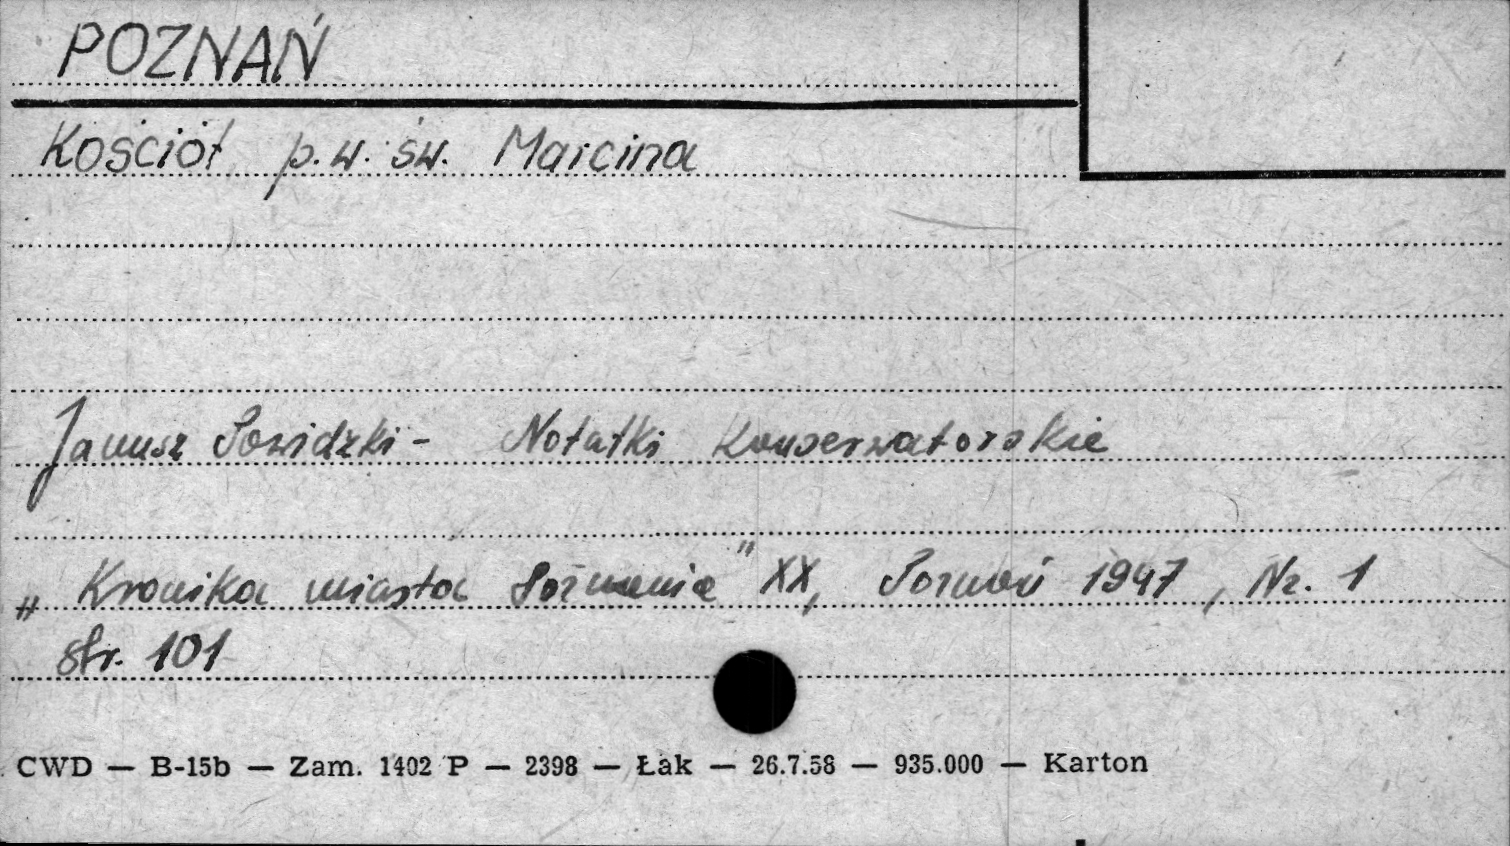 POZNAŃ
Kościół p.w. św. Marcina
Janusz Powidzki - Notatki Konserwatorskie
„Kronika miasta Poznania" XX, Poznań 1947, Nr. 1
str. 101
CWD — B-15b — Zam. 1402 P — 2398 — Łak — 26.7.58 — 935.000 — Karton